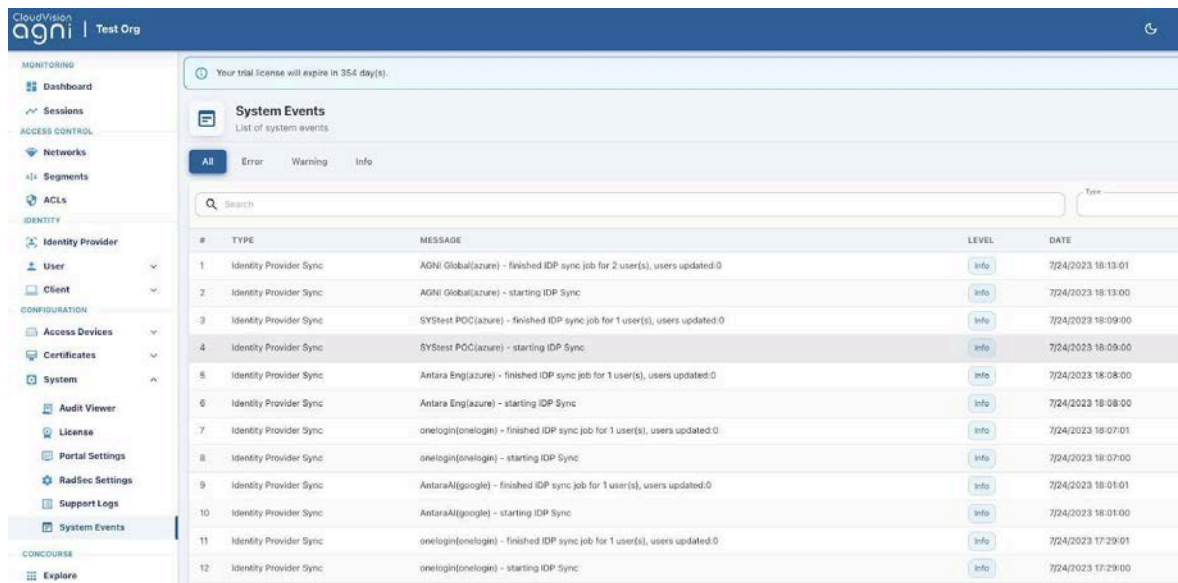 CloudVision
agni | Test Org
MONITORING
Dashboard
Sessions
ACCESS CONTROL
Networks
Segments
ACLs
IDENTITY
Identity Provider
User
Client
CONFIGURATION
Access Devices
Certificates
System
Audit Viewer
License
Portal Settings
RadSec Settings
Support Logs
System Events
CONCOURSE
Explore
Your trial license will expire in 354 day(s).
System Events
List of system events
All Error Warning Info
Search Type
# TYPE MESSAGE LEVEL DATE
1 Identity Provider Sync AGNI Global(azure) - finished IDP sync job for 2 user(s), users updated:0 Info 7/24/2023 18:13:01
2 Identity Provider Sync AGNI Global(azure) - starting IDP Sync Info 7/24/2023 18:13:00
3 Identity Provider Sync SYStest POC(azure) - finished IDP sync job for 1 user(s), users updated:0 Info 7/24/2023 18:09:00
4 Identity Provider Sync SYStest POC(azure) - starting IDP Sync Info 7/24/2023 18:09:00
5 Identity Provider Sync Antara Eng(azure) - finished IDP sync job for 1 user(s), users updated:0 Info 7/24/2023 18:08:00
6 Identity Provider Sync Antara Eng(azure) - starting IDP Sync Info 7/24/2023 18:08:00
7 Identity Provider Sync onelogin(onelogin) - finished IDP sync job for 1 user(s), users updated:0 Info 7/24/2023 18:07:01
8 Identity Provider Sync onelogin(onelogin) - starting IDP Sync Info 7/24/2023 18:07:00
9 Identity Provider Sync AntaraAI(google) - finished IDP sync job for 1 user(s), users updated:0 Info 7/24/2023 18:01:01
10 Identity Provider Sync AntaraAI(google) - starting IDP Sync Info 7/24/2023 18:01:00
11 Identity Provider Sync onelogin(onelogin) - finished IDP sync job for 1 user(s), users updated:0 Info 7/24/2023 17:29:01
12 Identity Provider Sync onelogin(onelogin) - starting IDP Sync Info 7/24/2023 17:29:00